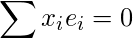 ∑ xᵢeᵢ = 0